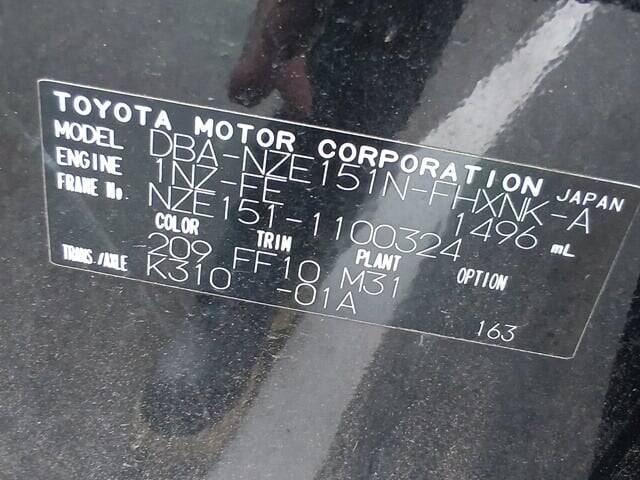 TOYOTA MOTOR CORPORATION JAPAN
MODEL DBA-NZE151N-FHXNK-A
ENGINE 1NZ-FE 1496 mL
FRAME No. NZE151-1100324
COLOR TRIM PLANT OPTION
209 FF10 M31
TRANS./AXLE K310 -01A
163